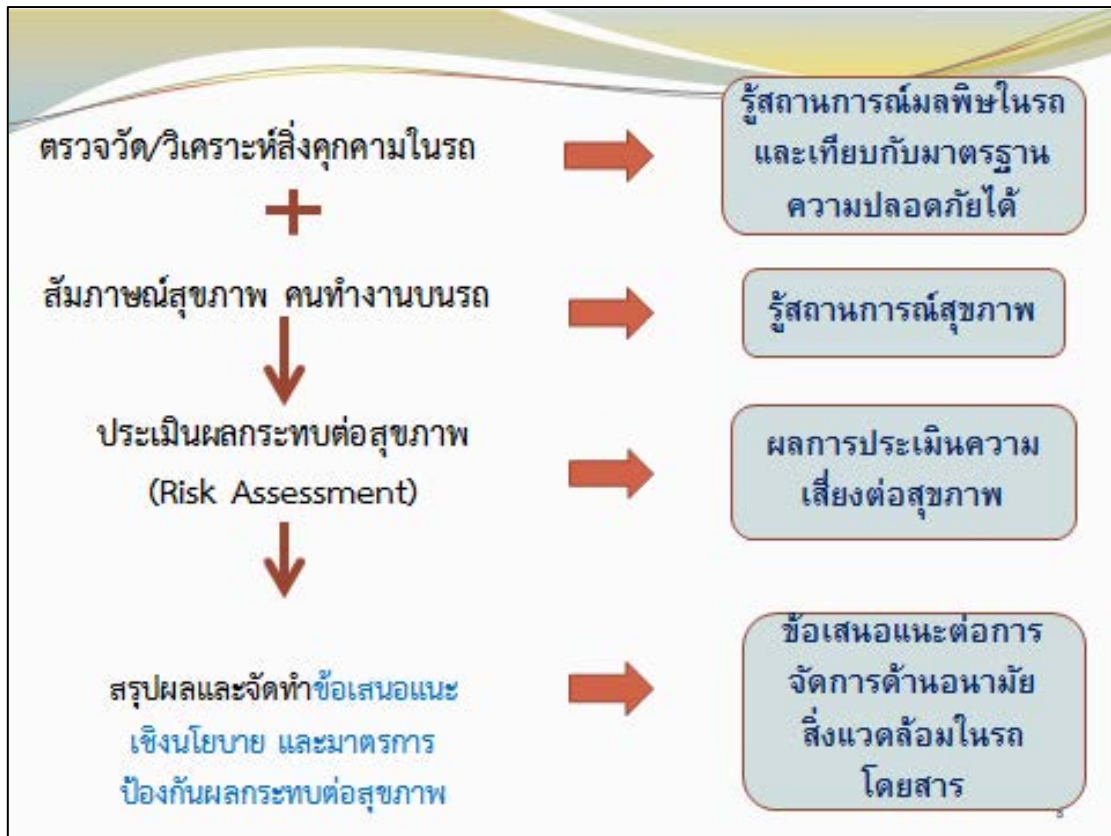 ตรวจวัด/วิเคราะห์สิ่งคุกคามในรถ
รู้สถานการณ์มลพิษในรถ
และเทียบกับมาตรฐาน
ความปลอดภัยได้
+
สัมภาษณ์สุขภาพ คนทำงานบนรถ
รู้สถานการณ์สุขภาพ
ประเมินผลกระทบต่อสุขภาพ
(Risk Assessment)
ผลการประเมินความ
เสี่ยงต่อสุขภาพ
สรุปผลและจัดทำข้อเสนอแนะ
เชิงนโยบาย และมาตรการ
ป้องกันผลกระทบต่อสุขภาพ
ข้อเสนอแนะต่อการ
จัดการด้านอนามัย
สิ่งแวดล้อมในรถ
โดยสาร